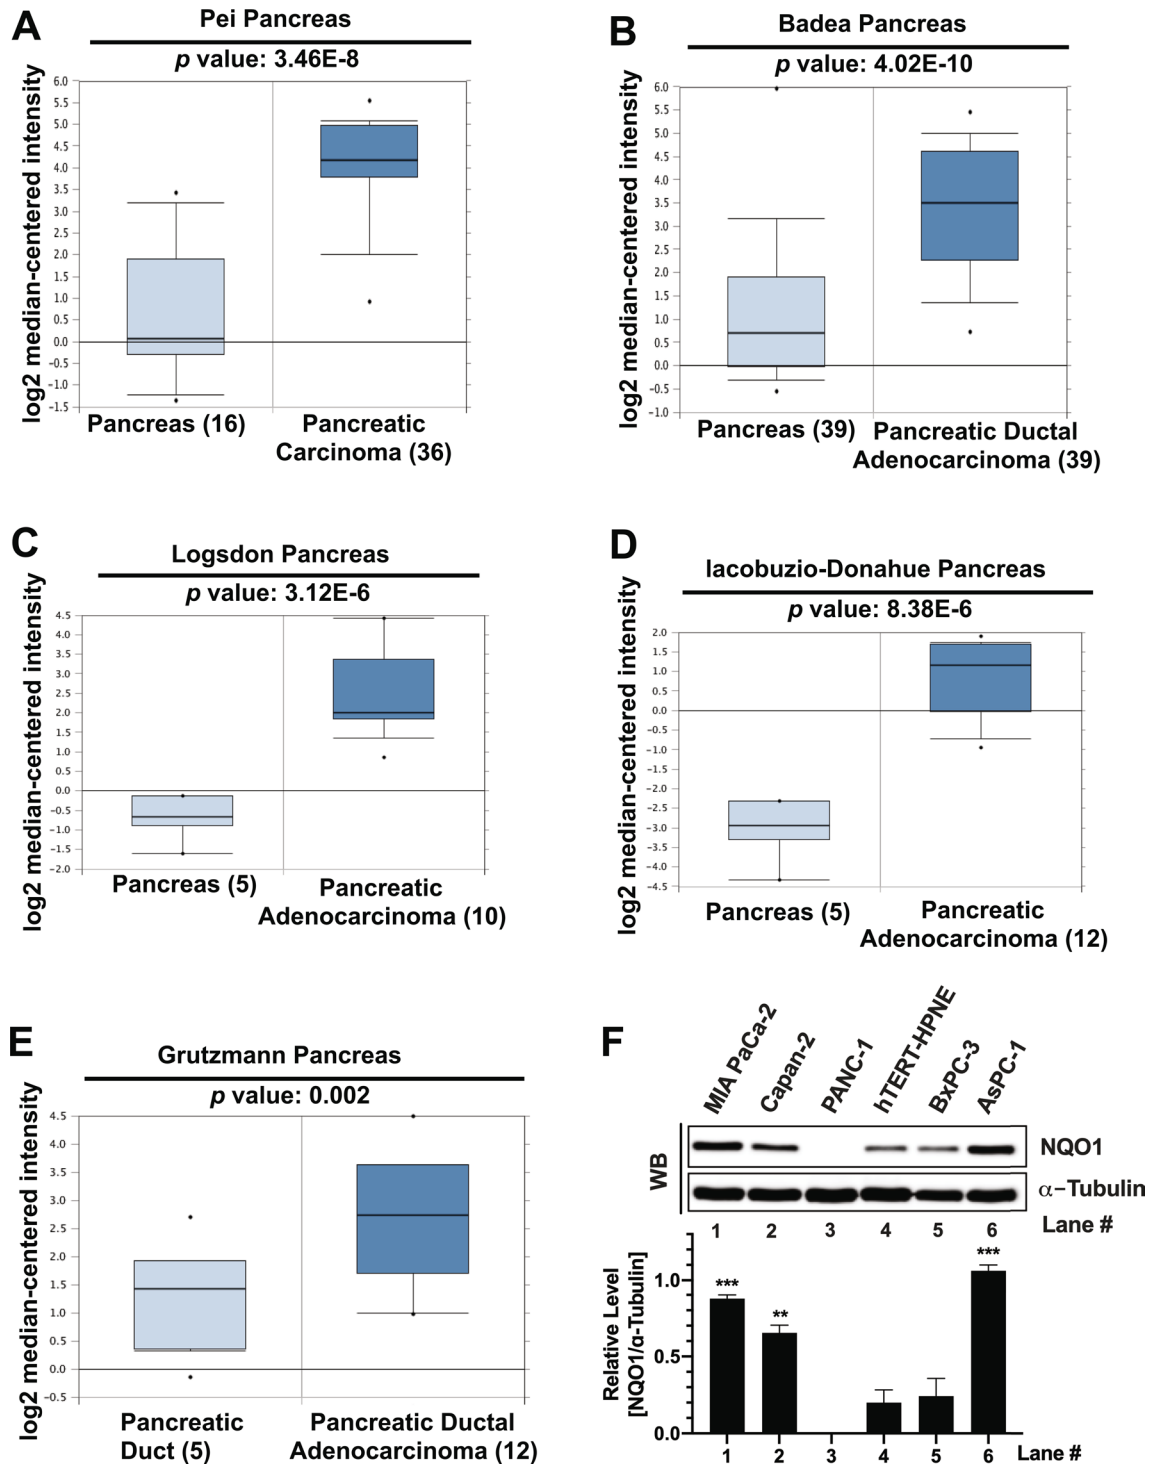 A
Pei Pancreas
p value: 3.46E-8
log2 median-centered intensity
6.0
5.5
5.0
4.5
4.0
3.5
3.0
2.5
2.0
1.5
1.0
0.5
0.0
−0.5
−1.0
−1.5
Pancreas (16)
Pancreatic
Carcinoma (36)
B
Badea Pancreas
p value: 4.02E-10
log2 median-centered intensity
6.0
5.5
5.0
4.5
4.0
3.5
3.0
2.5
2.0
1.5
1.0
0.5
0.0
−0.5
−1.0
Pancreas (39)
Pancreatic Ductal
Adenocarcinoma (39)
C
Logsdon Pancreas
p value: 3.12E-6
log2 median-centered intensity
4.5
4.0
3.5
3.0
2.5
2.0
1.5
1.0
0.5
0.0
−0.5
−1.0
−1.5
−2.0
Pancreas (5)
Pancreatic
Adenocarcinoma (10)
D
Iacobuzio-Donahue Pancreas
p value: 8.38E-6
log2 median-centered intensity
2.0
1.5
1.0
0.5
0.0
−0.5
−1.0
−1.5
−2.0
−2.5
−3.0
−3.5
−4.0
−4.5
Pancreas (5)
Pancreatic
Adenocarcinoma (12)
E
Grutzmann Pancreas
p value: 0.002
log2 median-centered intensity
4.5
4.0
3.5
3.0
2.5
2.0
1.5
1.0
0.5
0.0
−0.5
Pancreatic
Duct (5)
Pancreatic Ductal
Adenocarcinoma (12)
F
MIA PaCa-2
Capan-2
PANC-1
hTERT-HPNE
BxPC-3
AsPC-1
WB
NQO1
α−Tubulin
1 2 3 4 5 6 Lane #
Relative Level
[NQO1/α-Tubulin]
1.0
0.5
0.0
***
**
***
1 2 3 4 5 6 Lane #